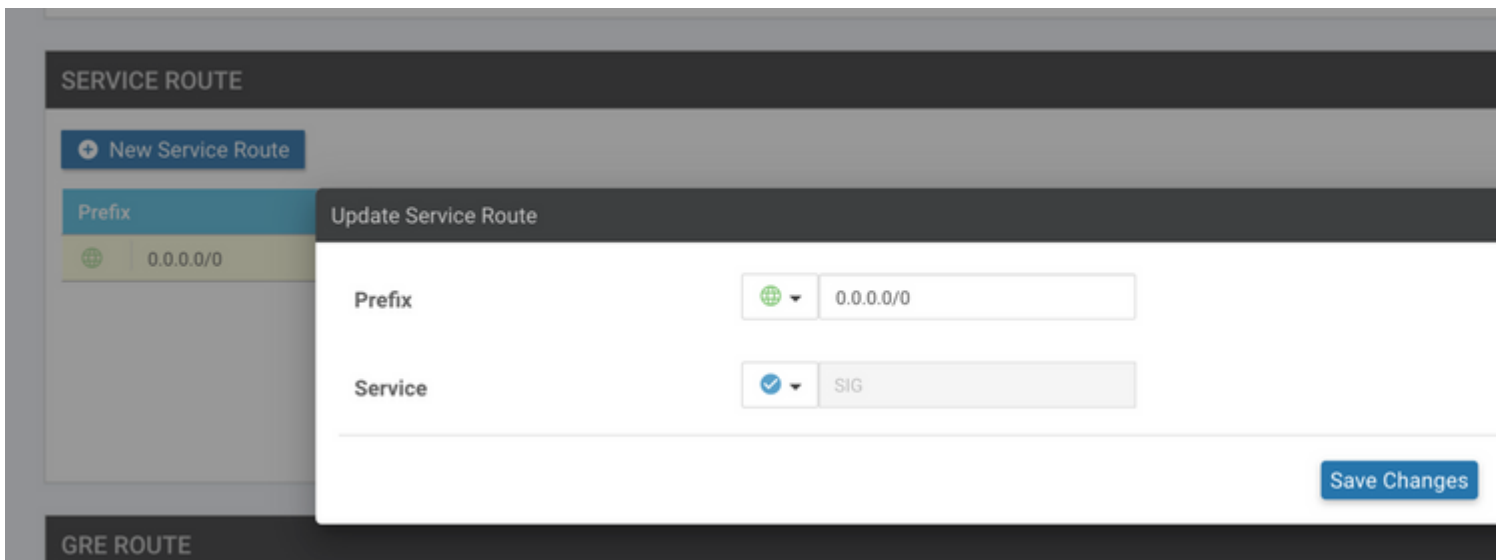 SERVICE ROUTE
New Service Route
Prefix
Update Service Route
0.0.0.0/0
Prefix
0.0.0.0/0
Service
SIG
Save Changes
GRE ROUTE